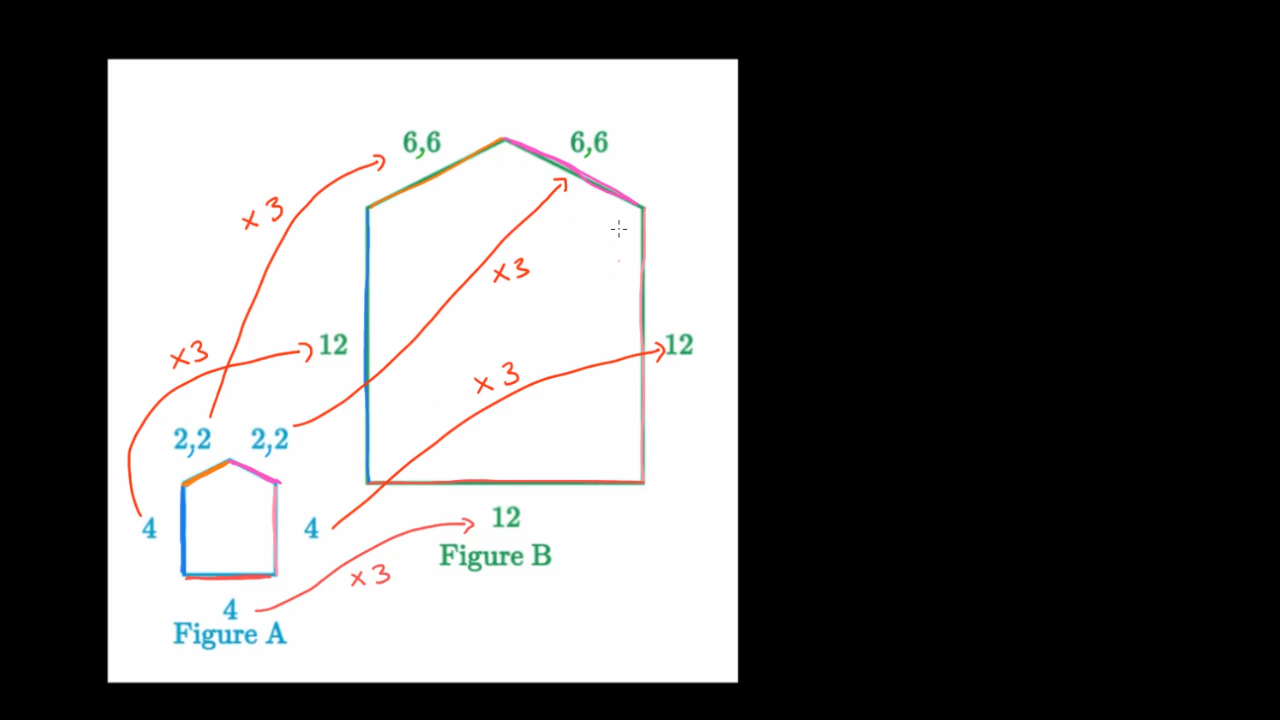 6,6 6,6
x 3
x 3
x 3 12 12
x 3
2,2 2,2
4 4
12
Figure B
x 3
4
Figure A